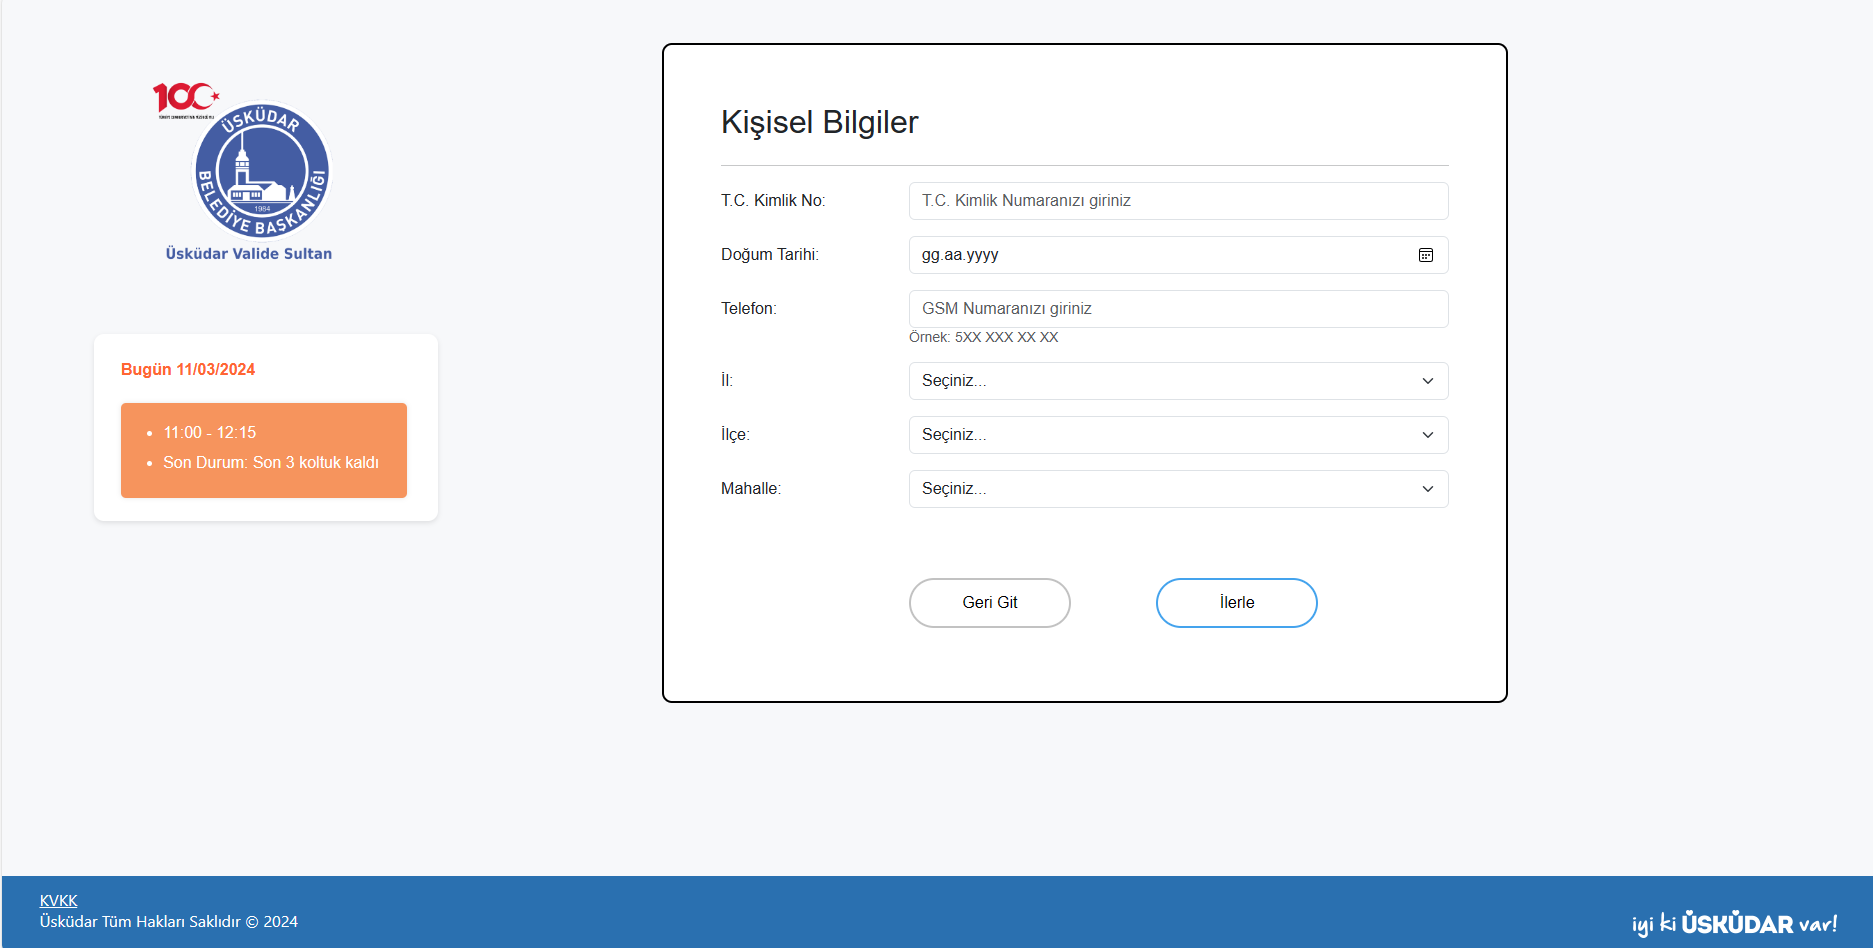 100
ÜSKÜDAR
BELEDİYE BAŞKANLIĞI
1984
Üsküdar Valide Sultan
Bugün 11/03/2024
11:00 - 12:15
Son Durum: Son 3 koltuk kaldı
Kişisel Bilgiler
T.C. Kimlik No:
T.C. Kimlik Numaranızı giriniz
Doğum Tarihi:
gg.aa.yyyy
Telefon:
GSM Numaranızı giriniz
Örnek: 5XX XXX XX XX
İl:
Seçiniz...
İlçe:
Seçiniz...
Mahalle:
Seçiniz...
Geri Git
İlerle
KVKK
Üsküdar Tüm Hakları Saklıdır © 2024
iyi ki ÜSKÜDAR var!